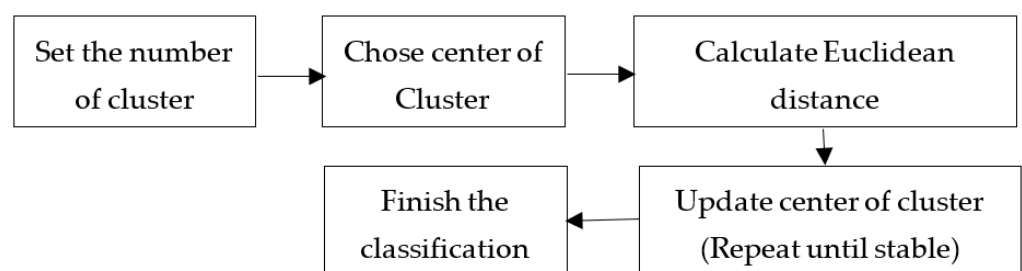 Set the number
of cluster
Chose center of
Cluster
Calculate Euclidean
distance
Update center of cluster
(Repeat until stable)
Finish the
classification